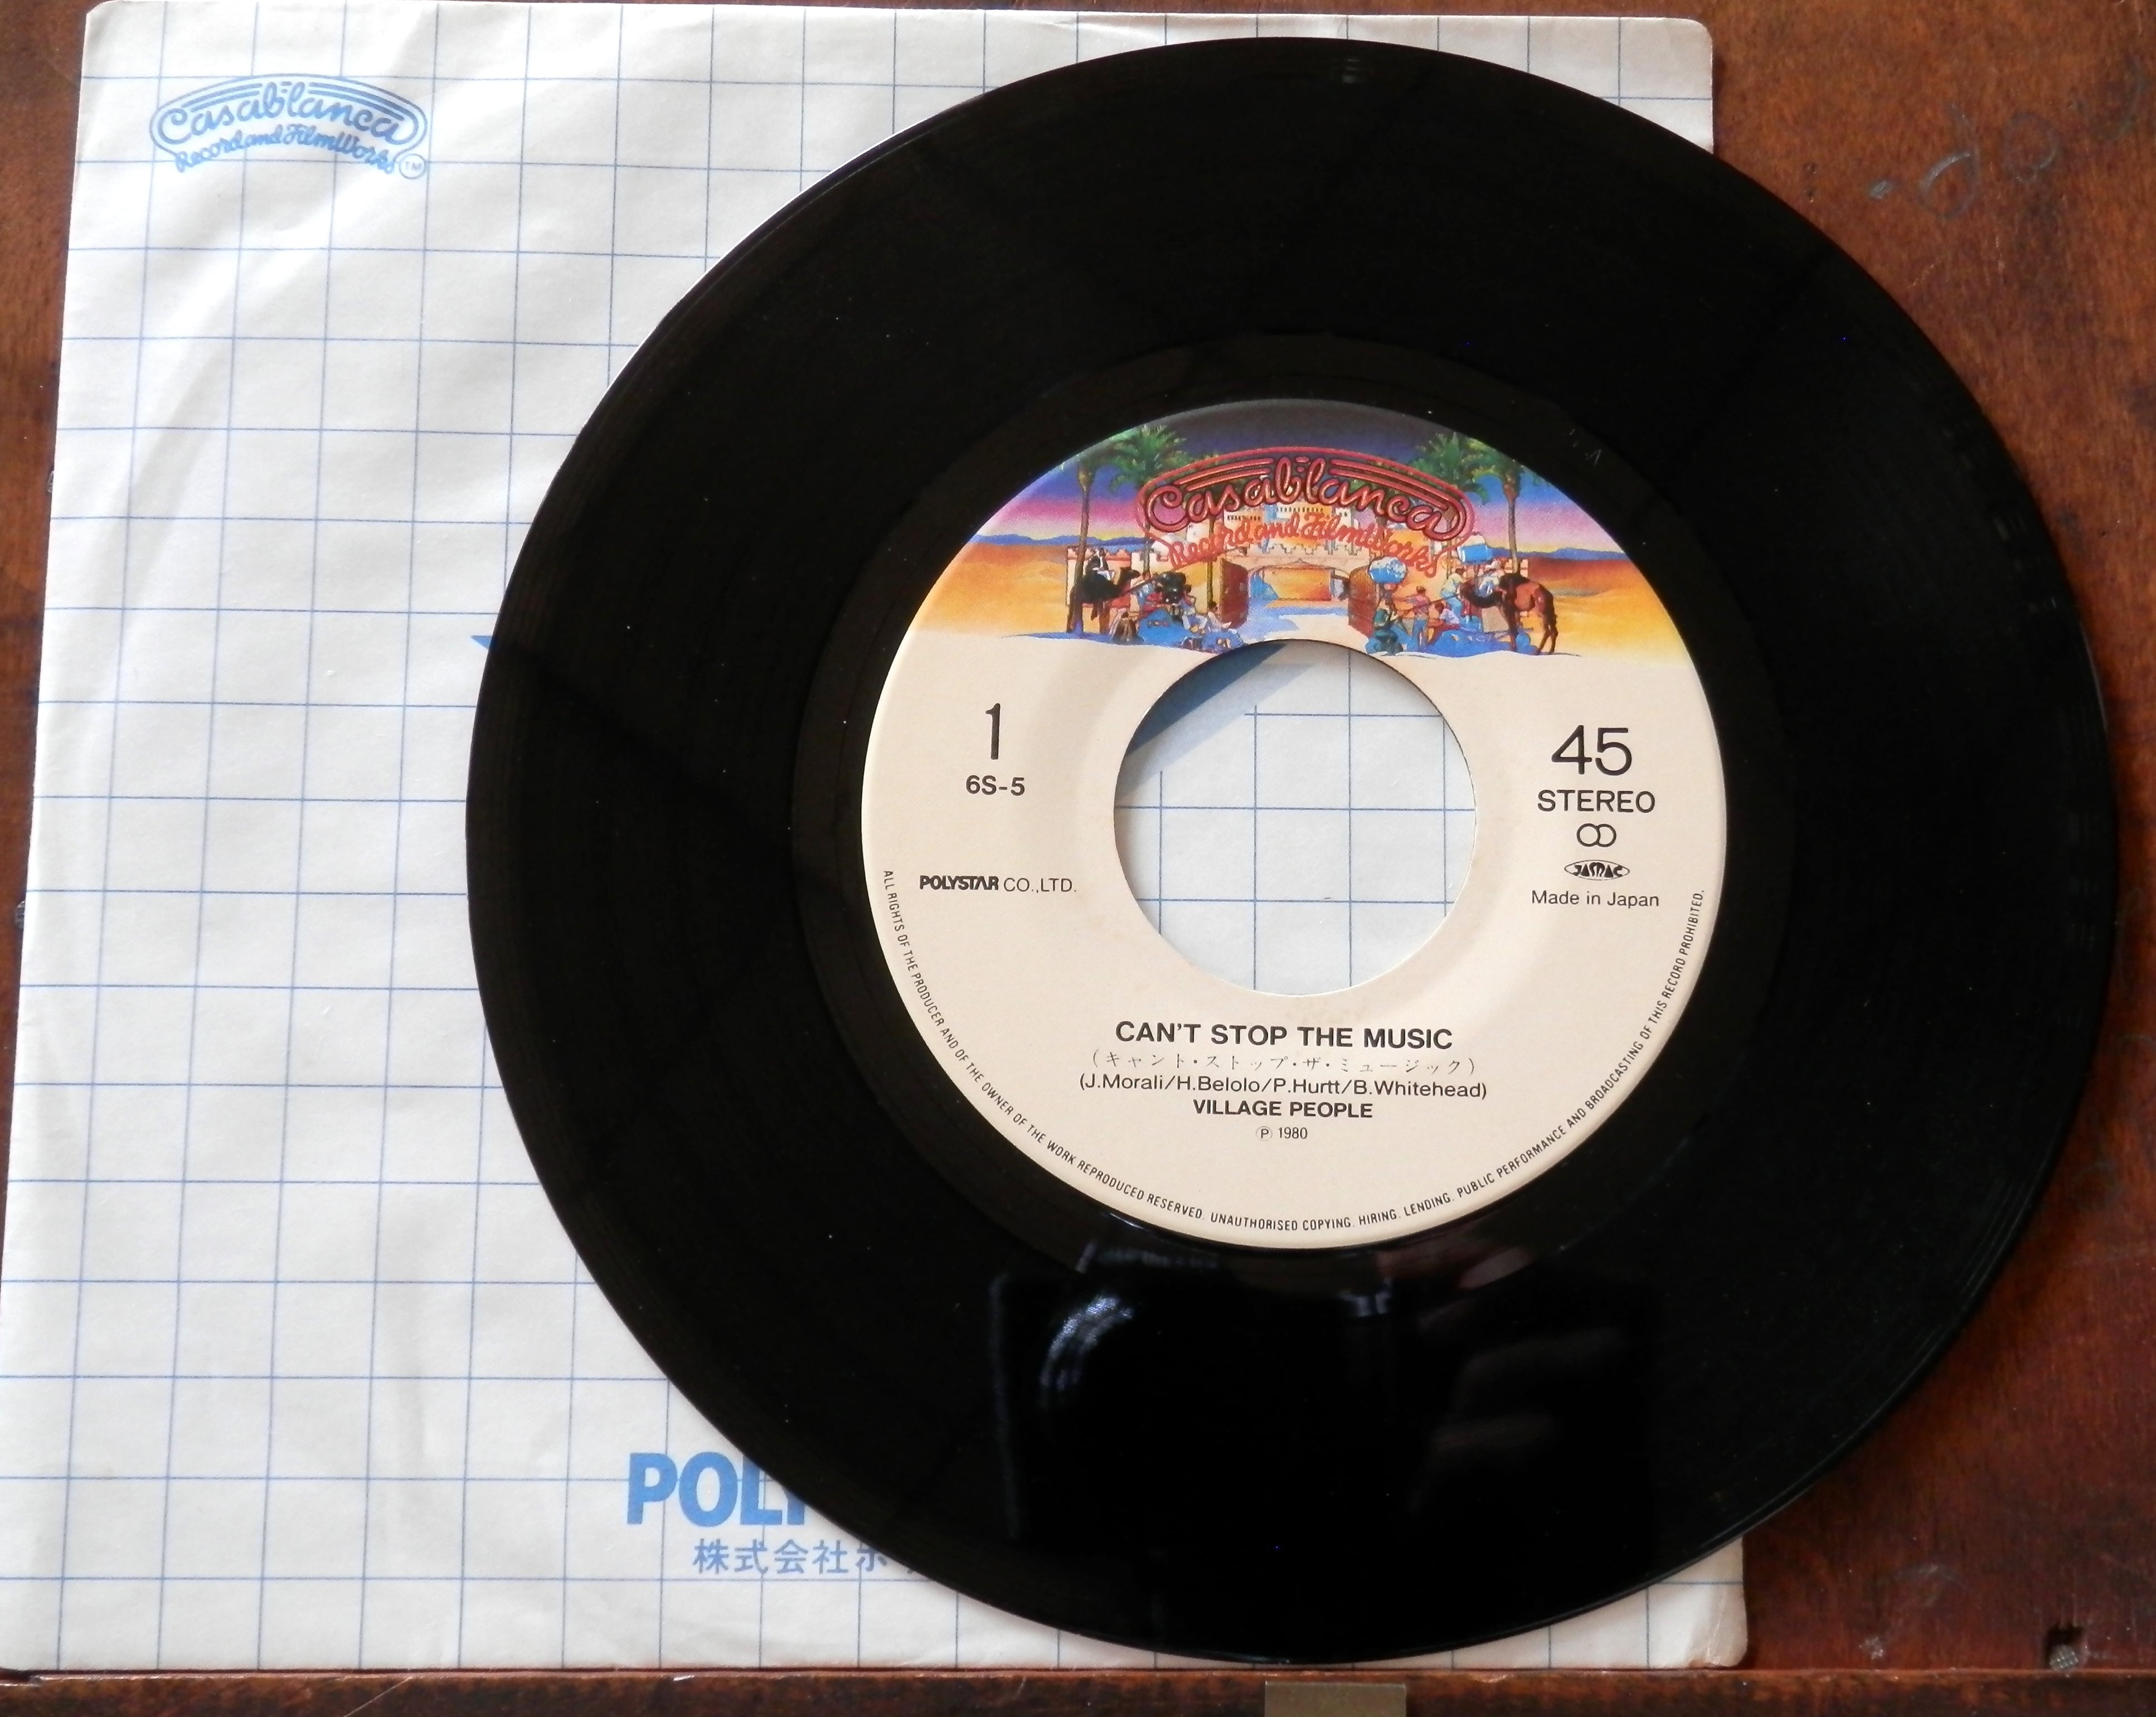 Casablanca
Record and FilmWorks TM
Casablanca
Record and FilmWorks
1
6S-5
POLYSTAR CO.,LTD.
45
STEREO
JASRAC
Made in Japan
CAN'T STOP THE MUSIC
(キャント・ストップ・ザ・ミュージック)
(J.Morali/H.Belolo/P.Hurtt/B.Whitehead)
VILLAGE PEOPLE
Ⓟ 1980
ALL RIGHTS OF THE PRODUCER AND OF THE OWNER OF THE WORK REPRODUCED RESERVED. UNAUTHORISED COPYING. HIRING. LENDING. PUBLIC PERFORMANCE AND BROADCASTING OF THIS RECORD PROHIBITED.
POLY
株式会社ポ